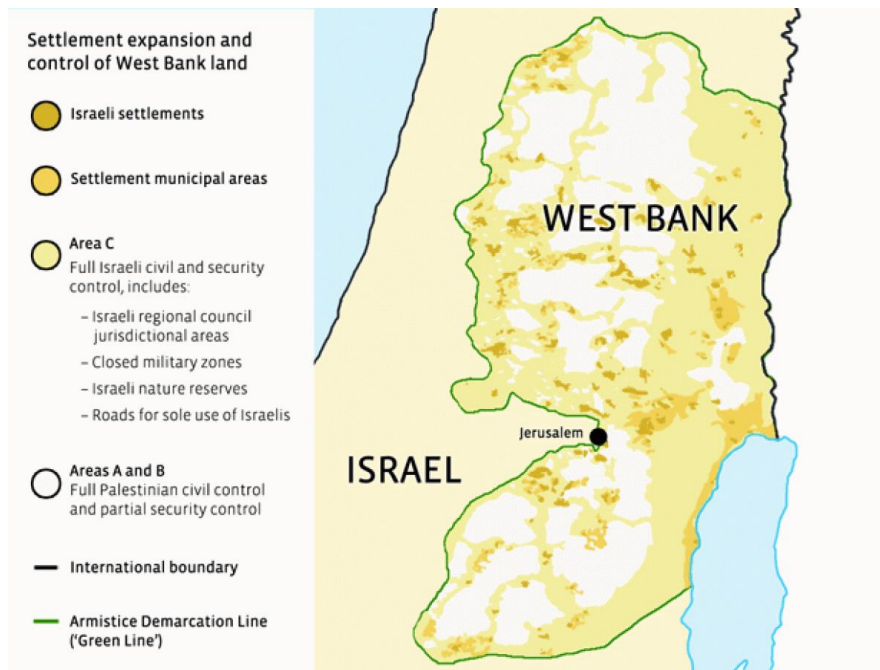 Settlement expansion and
control of West Bank land
Israeli settlements
Settlement municipal areas
Area C
Full Israeli civil and security
control, includes:
– Israeli regional council
jurisdictional areas
– Closed military zones
– Israeli nature reserves
– Roads for sole use of Israelis
Areas A and B
Full Palestinian civil control
and partial security control
International boundary
Armistice Demarcation Line
(‘Green Line’)
WEST BANK
Jerusalem
ISRAEL